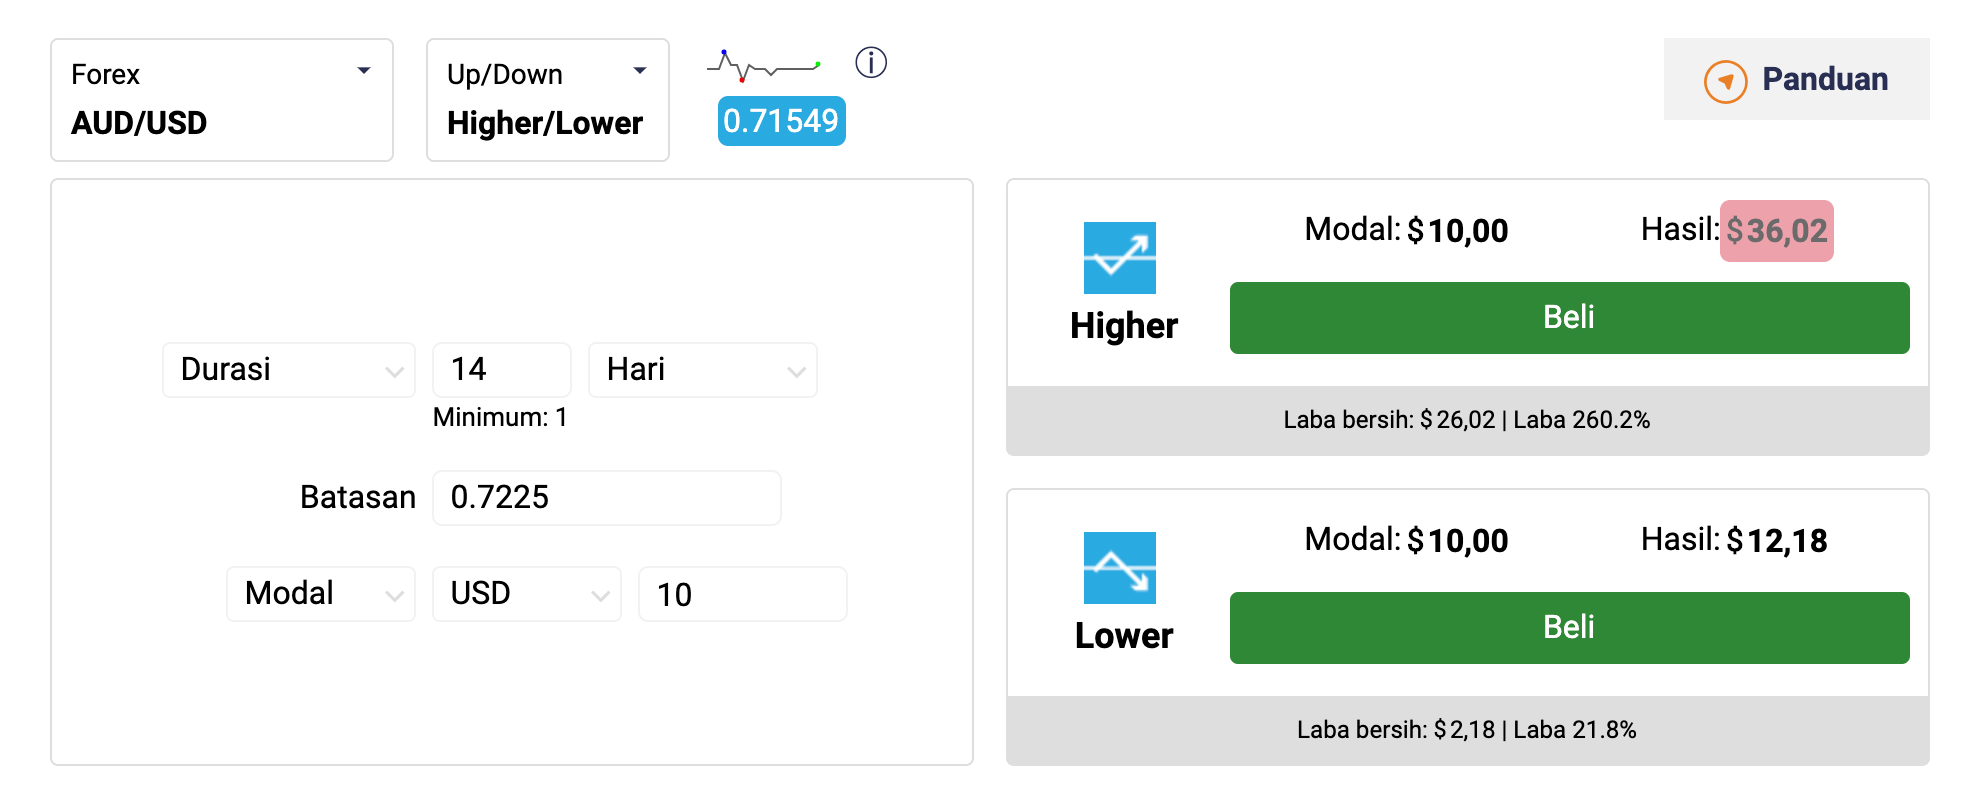 Forex
AUD/USD
Up/Down
Higher/Lower
0.71549
Panduan
Durasi 14 Hari
Minimum: 1
Batasan 0.7225
Modal USD 10
Modal: $10,00 Hasil: $36,02
Higher
Beli
Laba bersih: $26,02 | Laba 260.2%
Modal: $10,00 Hasil: $12,18
Lower
Beli
Laba bersih: $2,18 | Laba 21.8%